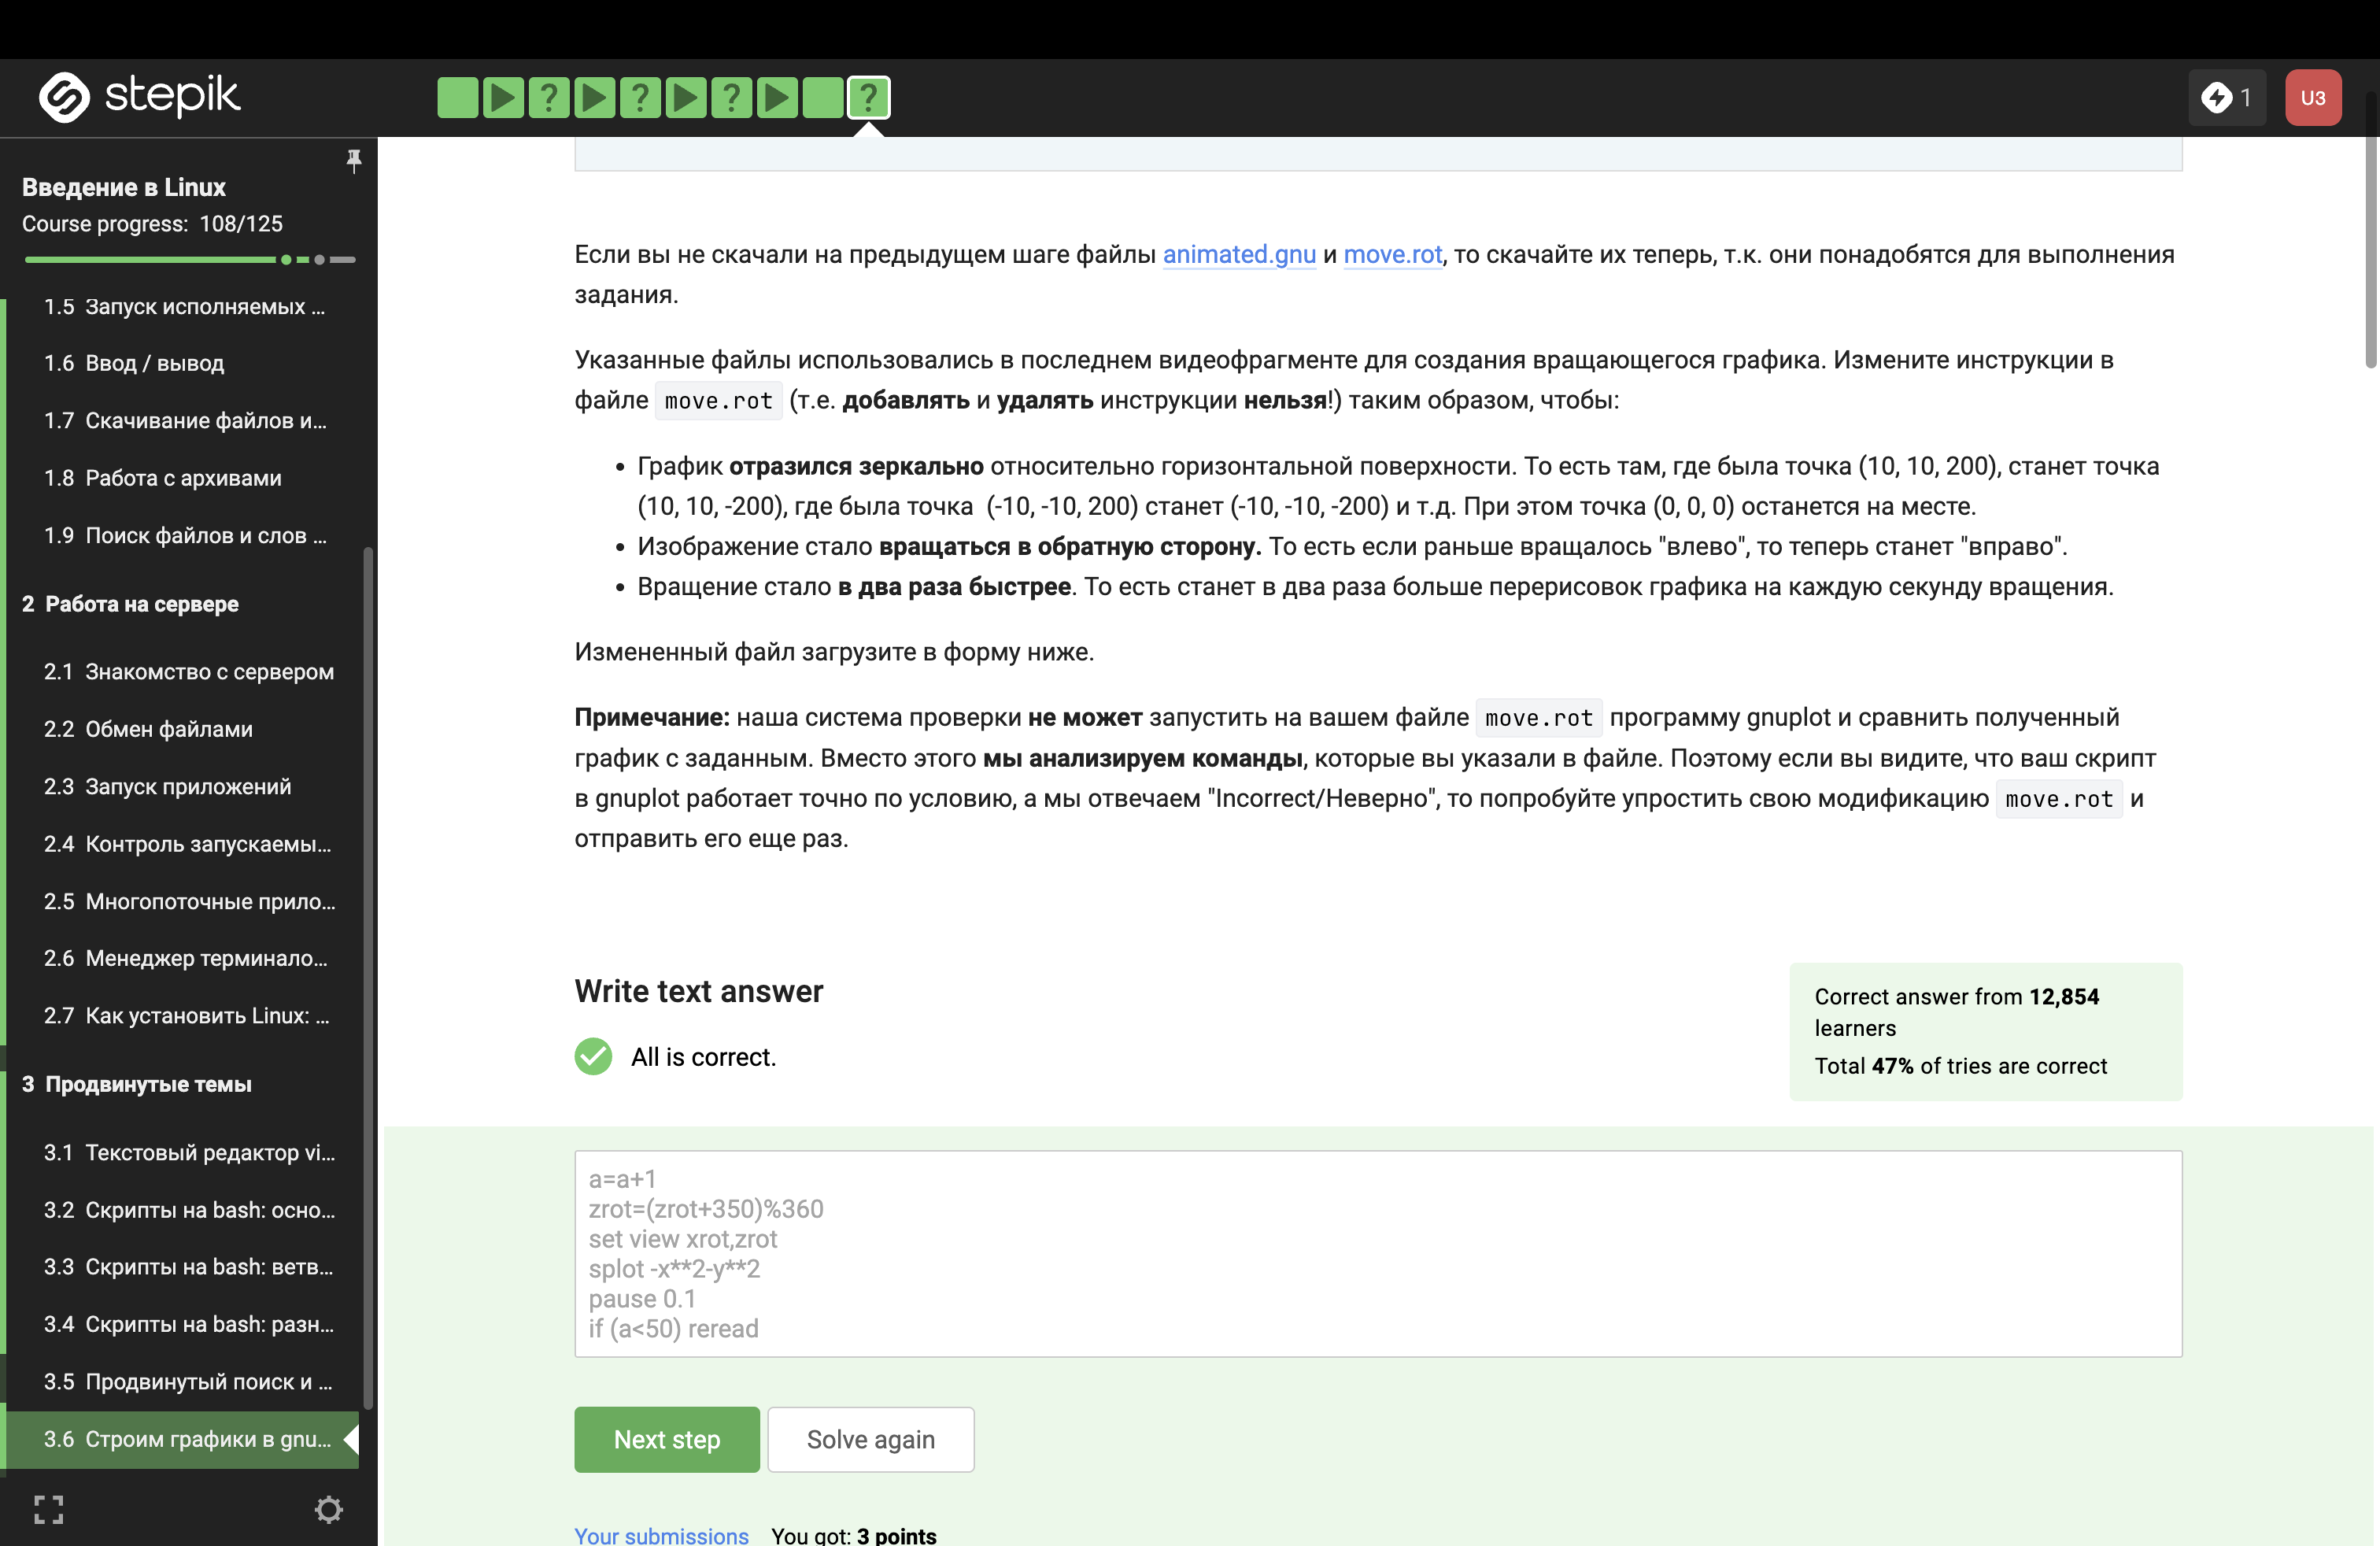 stepik
? ? ? ?
1
U3
Введение в Linux
Course progress: 108/125
1.5 Запуск исполняемых ...
1.6 Ввод / вывод
1.7 Скачивание файлов и...
1.8 Работа с архивами
1.9 Поиск файлов и слов ...
2 Работа на сервере
2.1 Знакомство с сервером
2.2 Обмен файлами
2.3 Запуск приложений
2.4 Контроль запускаемы...
2.5 Многопоточные прило...
2.6 Менеджер терминало...
2.7 Как установить Linux: ...
3 Продвинутые темы
3.1 Текстовый редактор vi...
3.2 Скрипты на bash: осно...
3.3 Скрипты на bash: ветв...
3.4 Скрипты на bash: разн...
3.5 Продвинутый поиск и ...
3.6 Строим графики в gnu...
Если вы не скачали на предыдущем шаге файлы animated.gnu и move.rot, то скачайте их теперь, т.к. они понадобятся для выполнения
задания.
Указанные файлы использовались в последнем видеофрагменте для создания вращающегося графика. Измените инструкции в
файле move.rot (т.е. добавлять и удалять инструкции нельзя!) таким образом, чтобы:
• График отразился зеркально относительно горизонтальной поверхности. То есть там, где была точка (10, 10, 200), станет точка
(10, 10, -200), где была точка (-10, -10, 200) станет (-10, -10, -200) и т.д. При этом точка (0, 0, 0) останется на месте.
• Изображение стало вращаться в обратную сторону. То есть если раньше вращалось "влево", то теперь станет "вправо".
• Вращение стало в два раза быстрее. То есть станет в два раза больше перерисовок графика на каждую секунду вращения.
Измененный файл загрузите в форму ниже.
Примечание: наша система проверки не может запустить на вашем файле move.rot программу gnuplot и сравнить полученный
график с заданным. Вместо этого мы анализируем команды, которые вы указали в файле. Поэтому если вы видите, что ваш скрипт
в gnuplot работает точно по условию, а мы отвечаем "Incorrect/Неверно", то попробуйте упростить свою модификацию move.rot и
отправить его еще раз.
Write text answer
All is correct.
Correct answer from 12,854
learners
Total 47% of tries are correct
a=a+1
zrot=(zrot+350)%360
set view xrot,zrot
splot -x**2-y**2
pause 0.1
if (a<50) reread
Next step
Solve again
Your submissions You got: 3 points